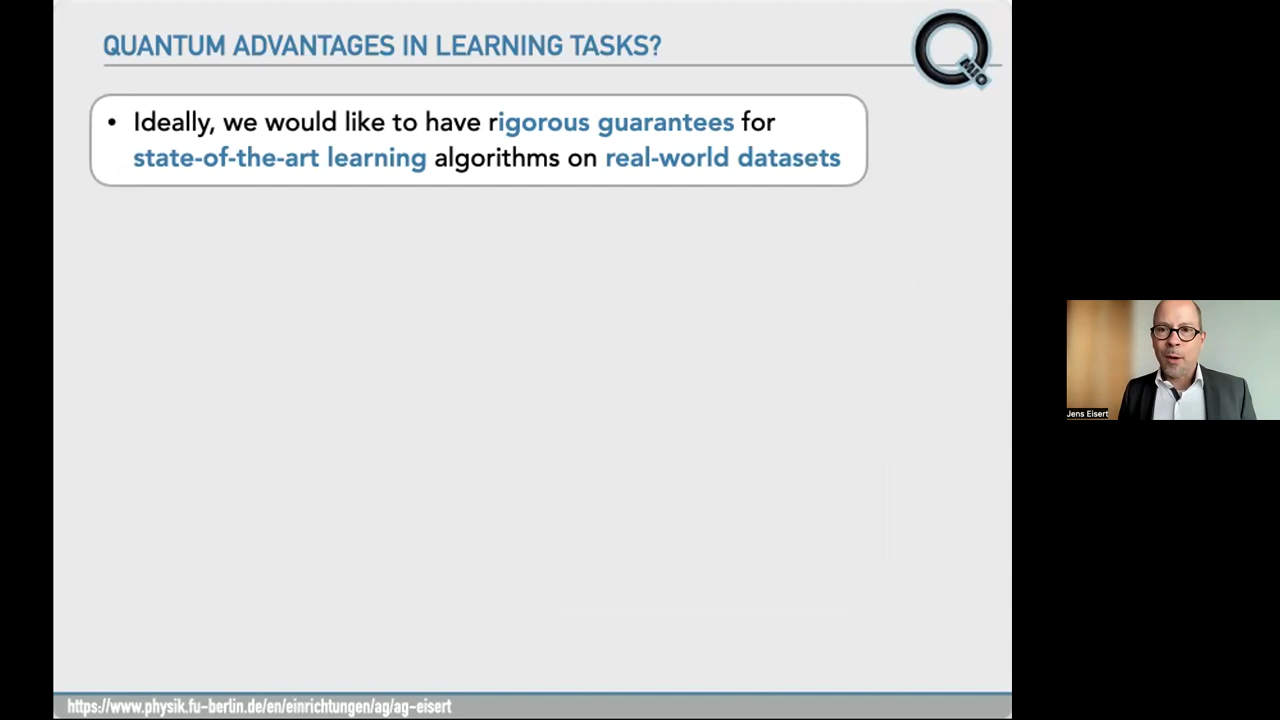 QUANTUM ADVANTAGES IN LEARNING TASKS?
QMIO
• Ideally, we would like to have rigorous guarantees for
state-of-the-art learning algorithms on real-world datasets
Jens Eisert
https://www.physik.fu-berlin.de/en/einrichtungen/ag/ag-eisert